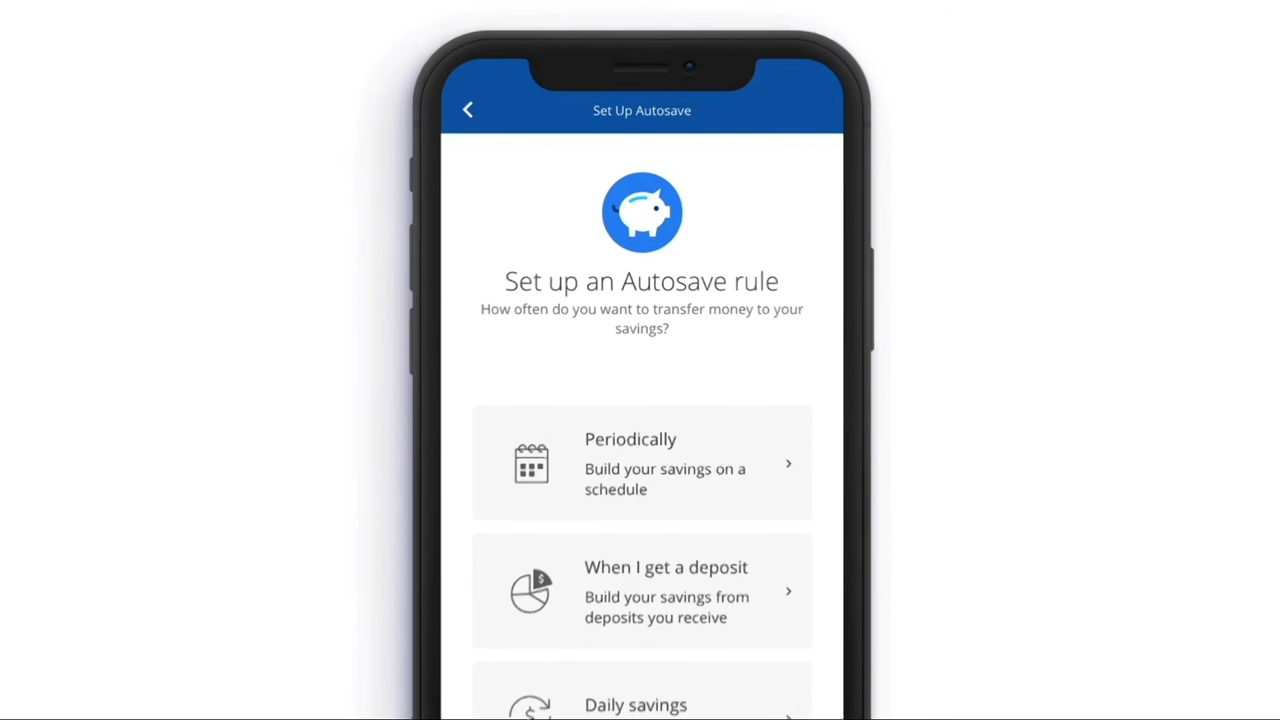 Set Up Autosave
Set up an Autosave rule
How often do you want to transfer money to your
savings?
Periodically
Build your savings on a
schedule
When I get a deposit
Build your savings from
deposits you receive
Daily savings